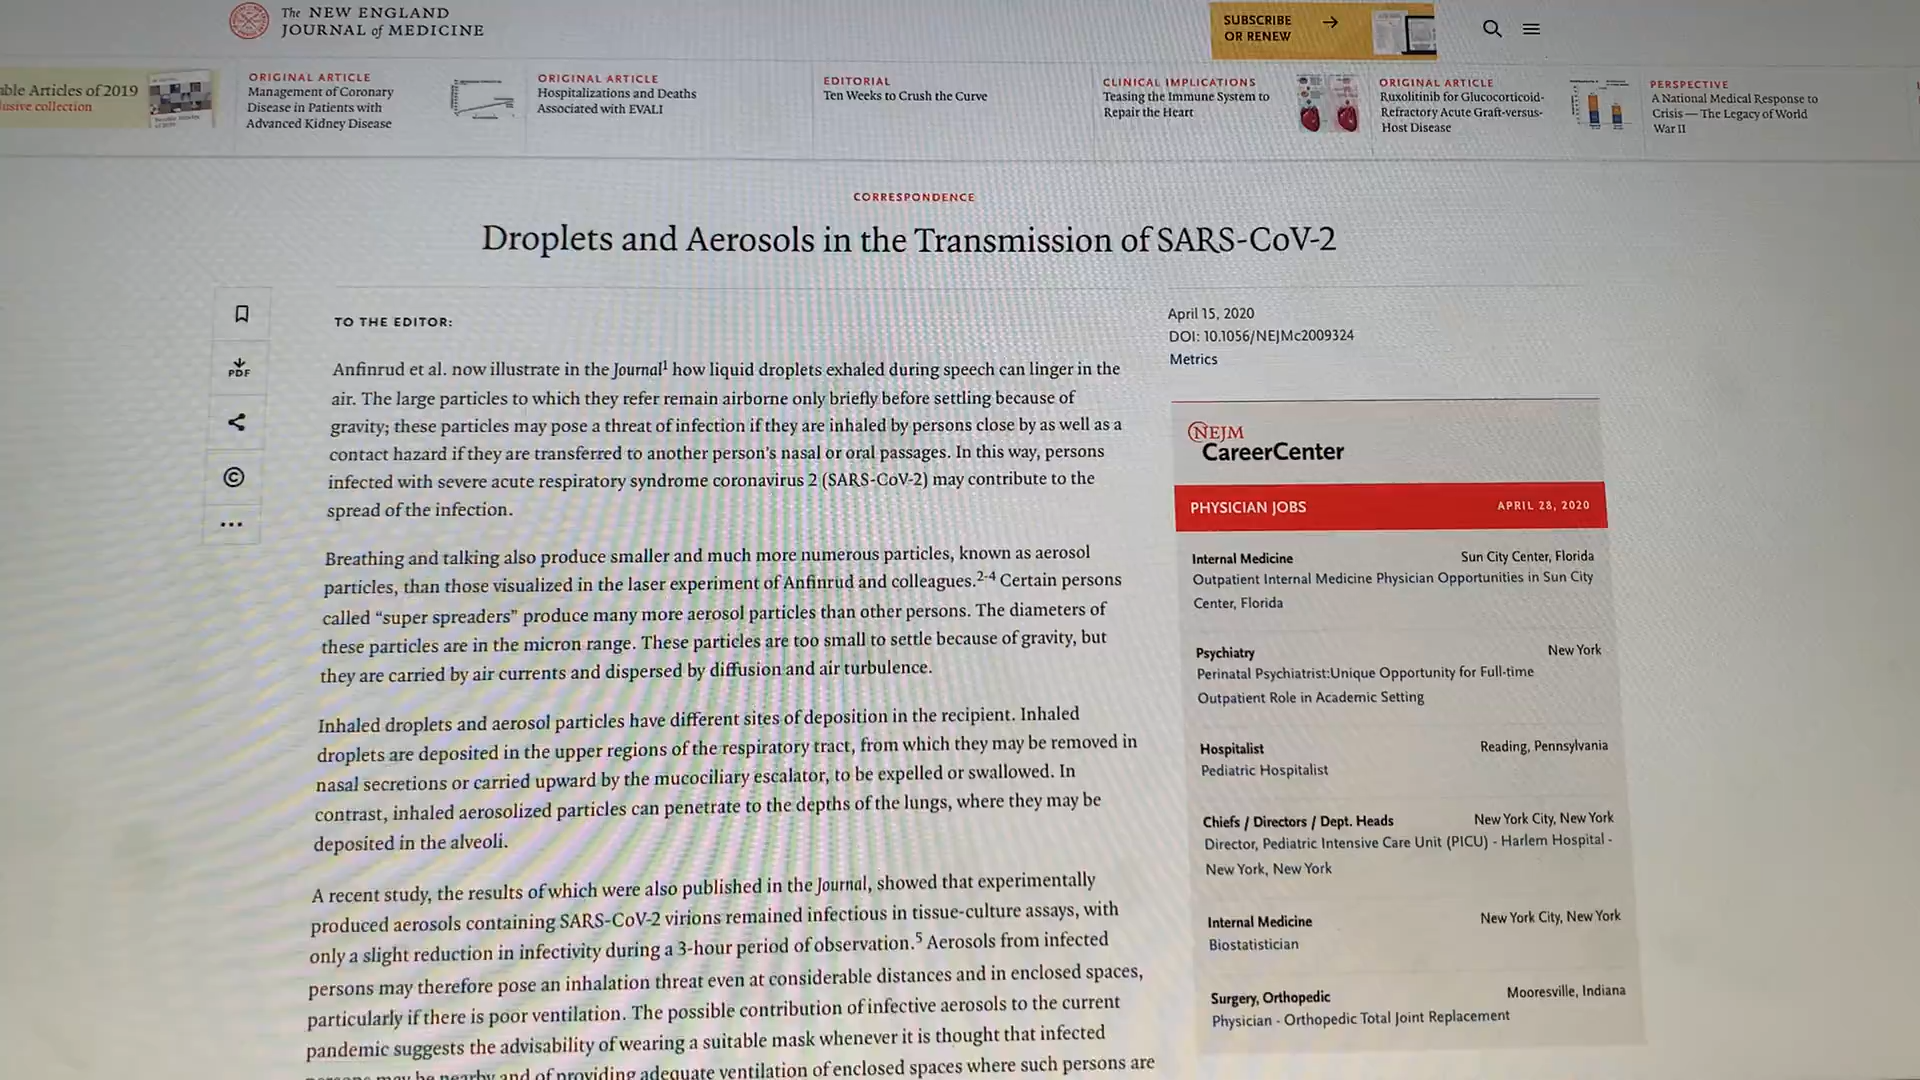 The NEW ENGLAND
JOURNAL of MEDICINE
SUBSCRIBE
OR RENEW
ble Articles of 2019
usive collection
ORIGINAL ARTICLE
Management of Coronary
Disease in Patients with
Advanced Kidney Disease
ORIGINAL ARTICLE
Hospitalizations and Deaths
Associated with EVALI
EDITORIAL
Ten Weeks to Crush the Curve
CLINICAL IMPLICATIONS
Teasing the Immune System to
Repair the Heart
ORIGINAL ARTICLE
Ruxolitinib for Glucocorticoid-
Refractory Acute Graft-versus-
Host Disease
PERSPECTIVE
A National Medical Response to
Crisis — The Legacy of World
War II
CORRESPONDENCE
Droplets and Aerosols in the Transmission of SARS-CoV-2
TO THE EDITOR:
Anfinrud et al. now illustrate in the Journal¹ how liquid droplets exhaled during speech can linger in the
air. The large particles to which they refer remain airborne only briefly before settling because of
gravity; these particles may pose a threat of infection if they are inhaled by persons close by as well as a
contact hazard if they are transferred to another person's nasal or oral passages. In this way, persons
infected with severe acute respiratory syndrome coronavirus 2 (SARS-CoV-2) may contribute to the
spread of the infection.
Breathing and talking also produce smaller and much more numerous particles, known as aerosol
particles, than those visualized in the laser experiment of Anfinrud and colleagues.²⁻⁴ Certain persons
called “super spreaders” produce many more aerosol particles than other persons. The diameters of
these particles are in the micron range. These particles are too small to settle because of gravity, but
they are carried by air currents and dispersed by diffusion and air turbulence.
Inhaled droplets and aerosol particles have different sites of deposition in the recipient. Inhaled
droplets are deposited in the upper regions of the respiratory tract, from which they may be removed in
nasal secretions or carried upward by the mucociliary escalator, to be expelled or swallowed. In
contrast, inhaled aerosolized particles can penetrate to the depths of the lungs, where they may be
deposited in the alveoli.
A recent study, the results of which were also published in the Journal, showed that experimentally
produced aerosols containing SARS-CoV-2 virions remained infectious in tissue-culture assays, with
only a slight reduction in infectivity during a 3-hour period of observation.⁵ Aerosols from infected
persons may therefore pose an inhalation threat even at considerable distances and in enclosed spaces,
particularly if there is poor ventilation. The possible contribution of infective aerosols to the current
pandemic suggests the advisability of wearing a suitable mask whenever it is thought that infected
persons may be nearby and of providing adequate ventilation of enclosed spaces where such persons are
PDF
April 15, 2020
DOI: 10.1056/NEJMc2009324
Metrics
NEJM
CareerCenter
PHYSICIAN JOBS APRIL 28, 2020
Internal Medicine Sun City Center, Florida
Outpatient Internal Medicine Physician Opportunities in Sun City
Center, Florida
Psychiatry New York
Perinatal Psychiatrist:Unique Opportunity for Full-time
Outpatient Role in Academic Setting
Hospitalist Reading, Pennsylvania
Pediatric Hospitalist
Chiefs / Directors / Dept. Heads New York City, New York
Director, Pediatric Intensive Care Unit (PICU) - Harlem Hospital -
New York, New York
Internal Medicine New York City, New York
Biostatistician
Surgery, Orthopedic Mooresville, Indiana
Physician - Orthopedic Total Joint Replacement